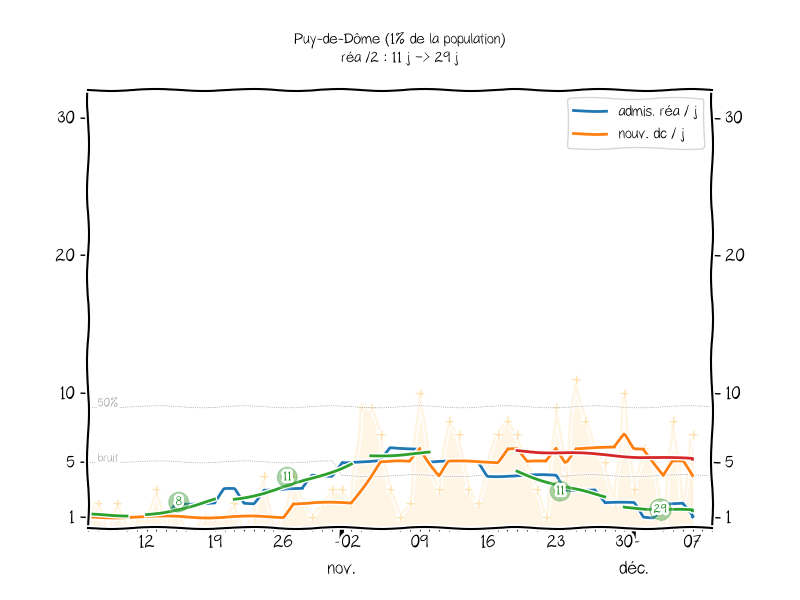 Puy-de-Dôme (1% de la population)
réa /2 : 11 j -> 29 j
admis. réa / j
nouv. dc / j
30 30
20 20
10 10
50%
bruit
5 5
8 11 11 29
1 1
12 19 26 02 09 16 23 30 07
nov. déc.